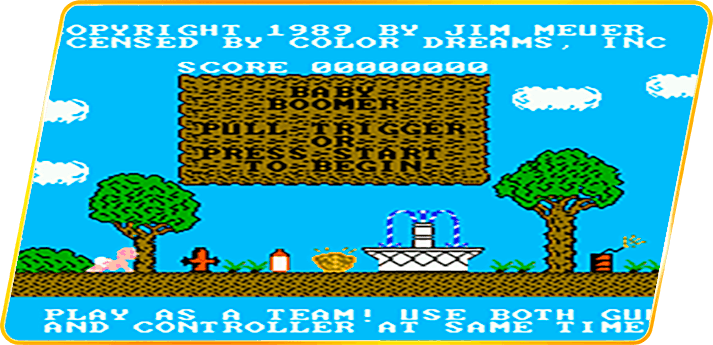 OPYRIGHT 1989 BY JIM MEUER
CENSED BY COLOR DREAMS, INC
SCORE 00000000
BABY
BOOMER
PULL TRIGGER
OR
PRESS START
TO BEGIN
PLAY AS A TEAM! USE BOTH GU
AND CONTROLLER AT SAME TIME